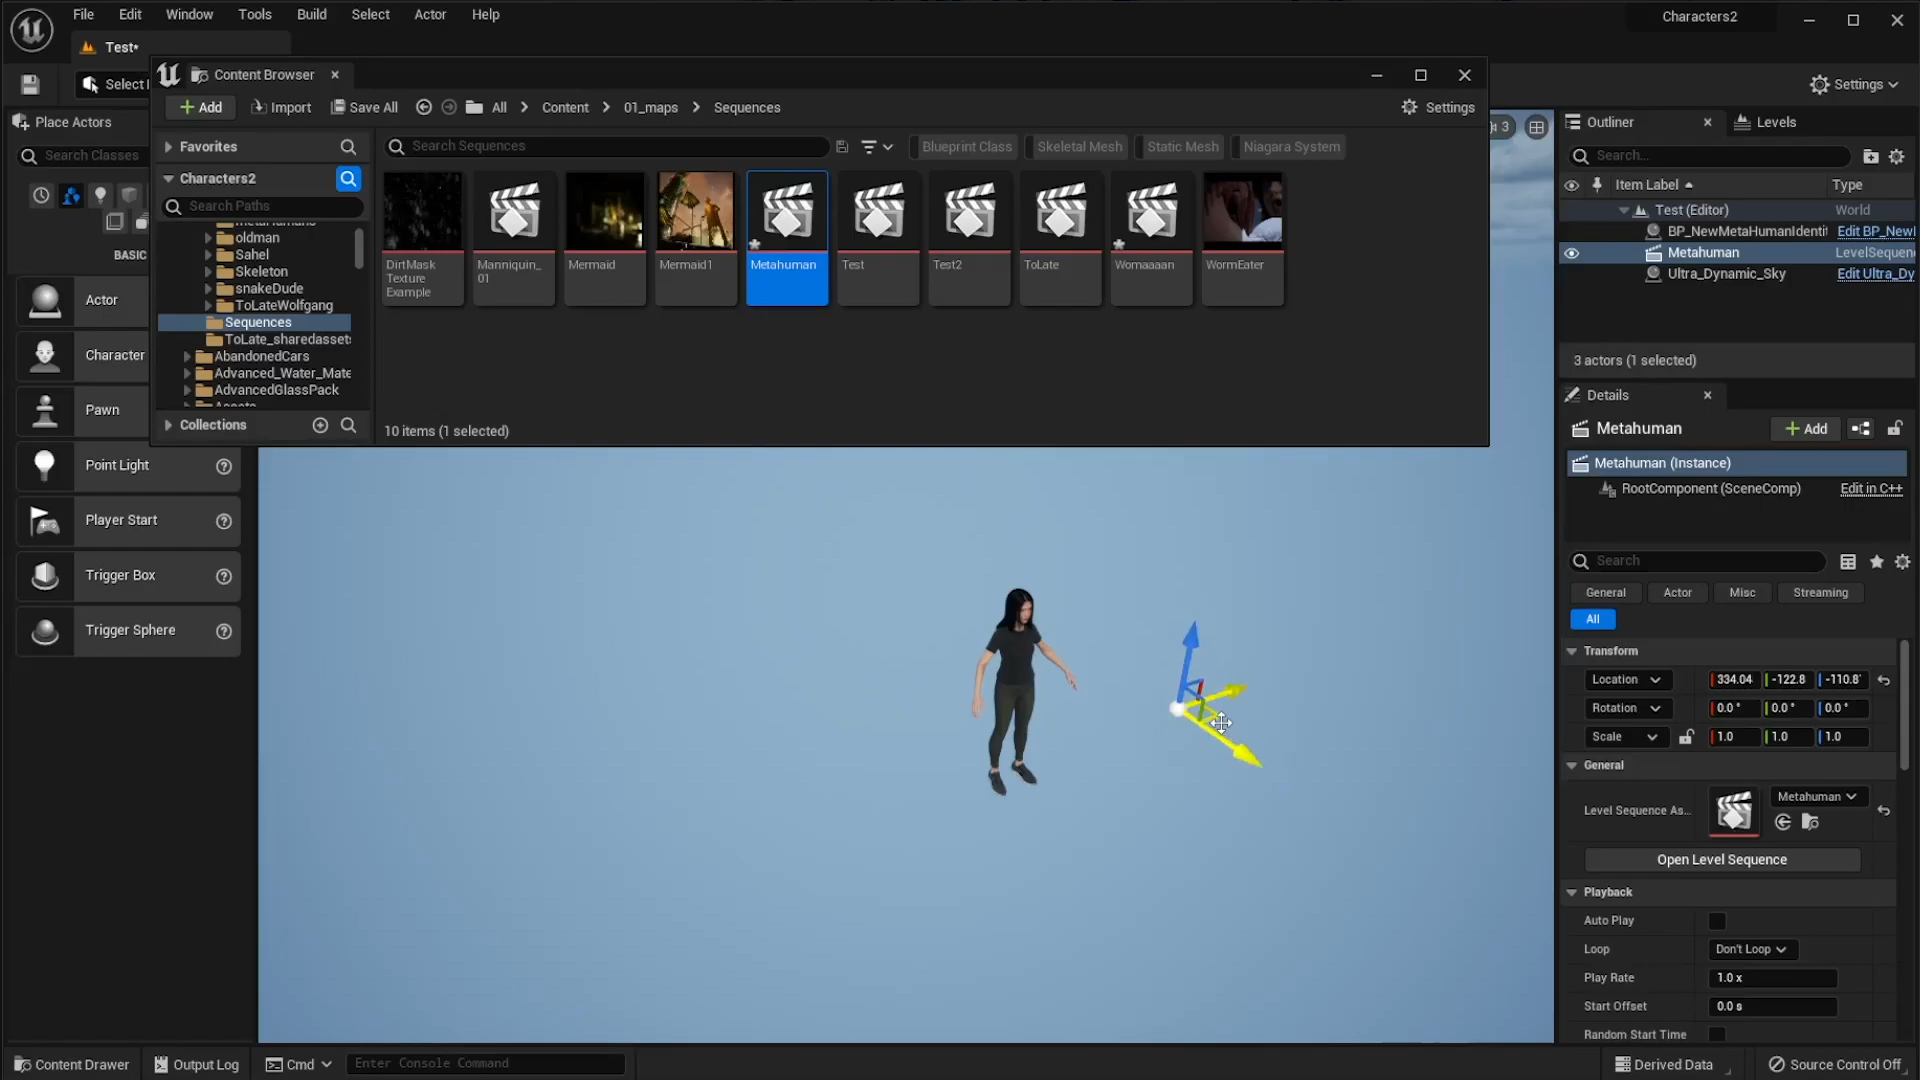 File Edit Window Tools Build Select Actor Help
Characters2
Test*
Select
Settings
Content Browser
Add Import Save All All Content 01_maps Sequences Settings
Place Actors
Search Classes
BASIC
Actor
Character
Pawn
Point Light
Player Start
Trigger Box
Trigger Sphere
Favorites
Characters2
Search Paths
oldman
Sahel
Skeleton
snakeDude
ToLateWolfgang
Sequences
ToLate_sharedassets
AbandonedCars
Advanced_Water_Mate
AdvancedGlassPack
Collections
Search Sequences
Blueprint Class Skeletal Mesh Static Mesh Niagara System
DirtMask
Texture
Example
Mannequin_
01
Mermaid
Mermaid1
Metahuman
Test
Test2
ToLate
Womaaaan
WormEater
10 items (1 selected)
3
Outliner Levels
Search...
Item Label Type
Test (Editor) World
BP_NewMetaHumanIdentit Edit BP_Newl
Metahuman LevelSequen
Ultra_Dynamic_Sky Edit Ultra_Dy
3 actors (1 selected)
Details
Metahuman Add
Metahuman (Instance)
RootComponent (SceneComp) Edit in C++
Search
General Actor Misc Streaming
All
Transform
Location 334.04 -122.8 -110.8
Rotation 0.0 ° 0.0 ° 0.0 °
Scale 1.0 1.0 1.0
General
Level Sequence As... Metahuman
Open Level Sequence
Playback
Auto Play
Loop Don't Loop
Play Rate 1.0 x
Start Offset 0.0 s
Random Start Time
Content Drawer Output Log Cmd Enter Console Command
Derived Data Source Control Off